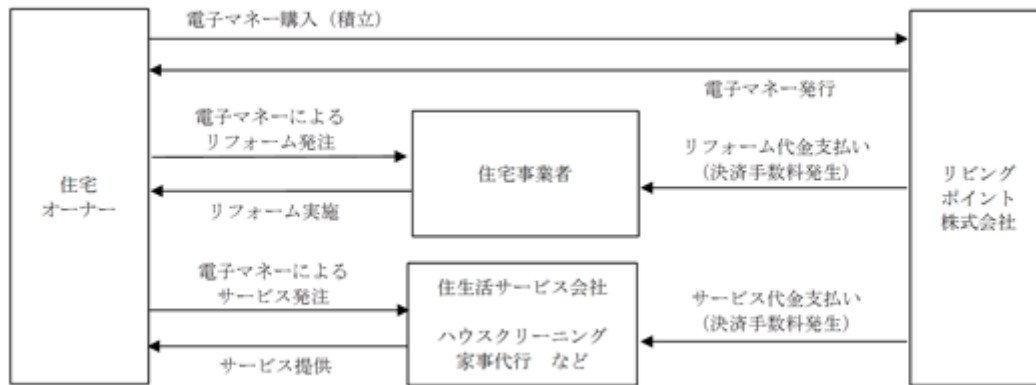 電子マネー購入（積立）
電子マネー発行
電子マネーによる
リフォーム発注
住宅事業者
リフォーム代金支払い
（決済手数料発生）
住宅
オーナー
リビング
ポイント
株式会社
リフォーム実施
電子マネーによる
サービス発注
住生活サービス会社
ハウスクリーニング
家事代行　など
サービス代金支払い
（決済手数料発生）
サービス提供